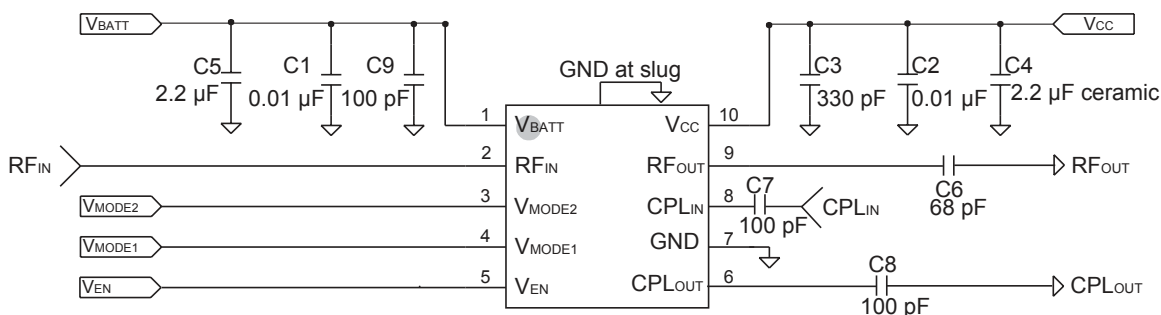 VBATT
VCC
C5
2.2 µF
C1
0.01 µF
C9
100 pF
GND at slug
C3
330 pF
C2
0.01 µF
C4
2.2 µF ceramic
1
VBATT
VCC
10
RFIN
2
RFIN
RFOUT
9
C6
68 pF
RFOUT
VMODE2
3
VMODE2
CPLIN
8
C7
100 pF
CPLIN
VMODE1
4
VMODE1
GND
7
VEN
5
VEN
CPLOUT
6
C8
100 pF
CPLOUT